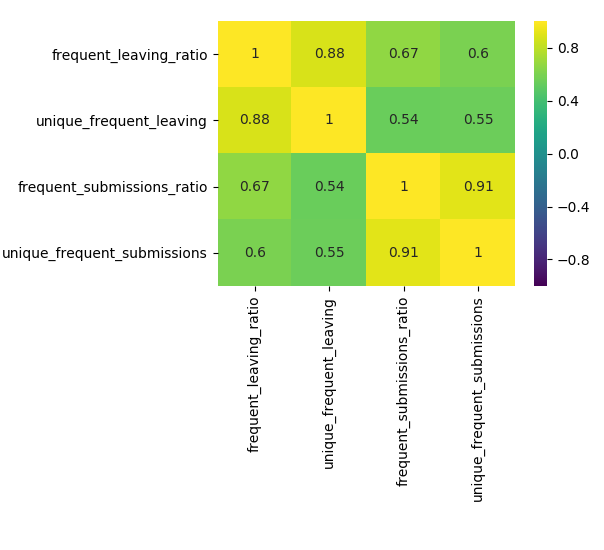 frequent_leaving_ratio 1 0.88 0.67 0.6
unique_frequent_leaving 0.88 1 0.54 0.55
frequent_submissions_ratio 0.67 0.54 1 0.91
unique_frequent_submissions 0.6 0.55 0.91 1
frequent_leaving_ratio
unique_frequent_leaving
frequent_submissions_ratio
unique_frequent_submissions
0.8
0.4
0.0
−0.4
−0.8